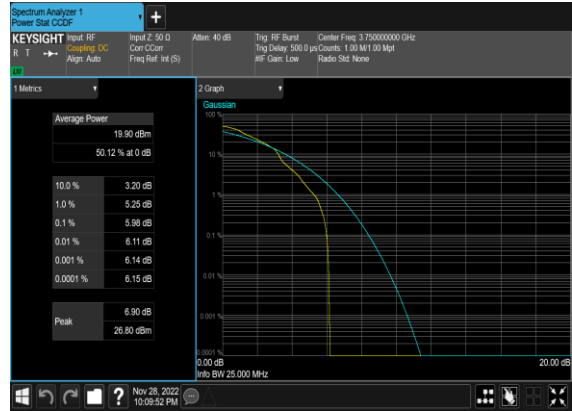 Spectrum Analyzer 1
Power Stat CCDF
KEYSIGHT
R T
LXI
Input: RF
Coupling: DC
Align: Auto
Input Z: 50 Ω
Corr CCorr
Freq Ref: Int (S)
Atten: 40 dB
Trig: RF Burst
Trig Delay: 500.0 µs
#IF Gain: Low
Center Freq: 3.750000000 GHz
Counts: 1.00 M/1.00 Mpt
Radio Std: None
1 Metrics
Average Power
19.90 dBm
50.12 % at 0 dB
10.0 % 3.20 dB
1.0 % 5.25 dB
0.1 % 5.98 dB
0.01 % 6.11 dB
0.001 % 6.14 dB
0.0001 % 6.15 dB
Peak
6.90 dB
26.80 dBm
2 Graph
Gaussian
100 %
10 %
1 %
0.1 %
0.01 %
0.001 %
0.0001 %
0.00 dB
20.00 dB
Info BW 25.000 MHz
?
Nov 28, 2022
10:09:52 PM